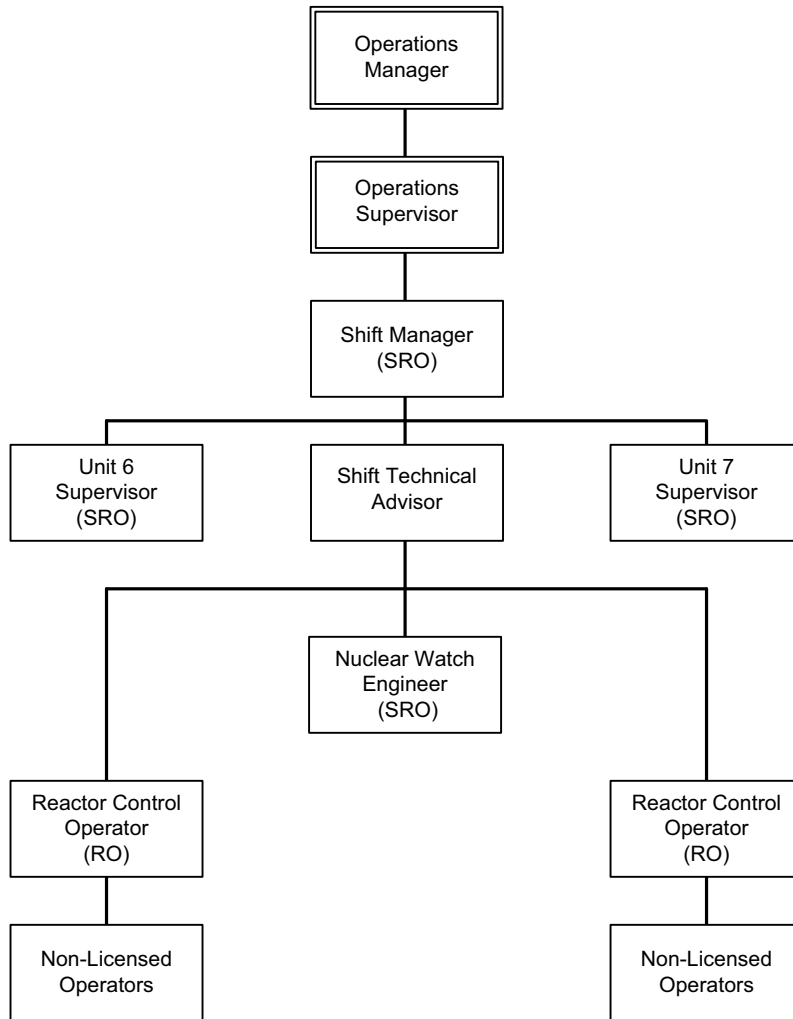 Operations
Manager
Operations
Supervisor
Shift Manager
(SRO)
Unit 6
Supervisor
(SRO)
Shift Technical
Advisor
Unit 7
Supervisor
(SRO)
Nuclear Watch
Engineer
(SRO)
Reactor Control
Operator
(RO)
Reactor Control
Operator
(RO)
Non-Licensed
Operators
Non-Licensed
Operators